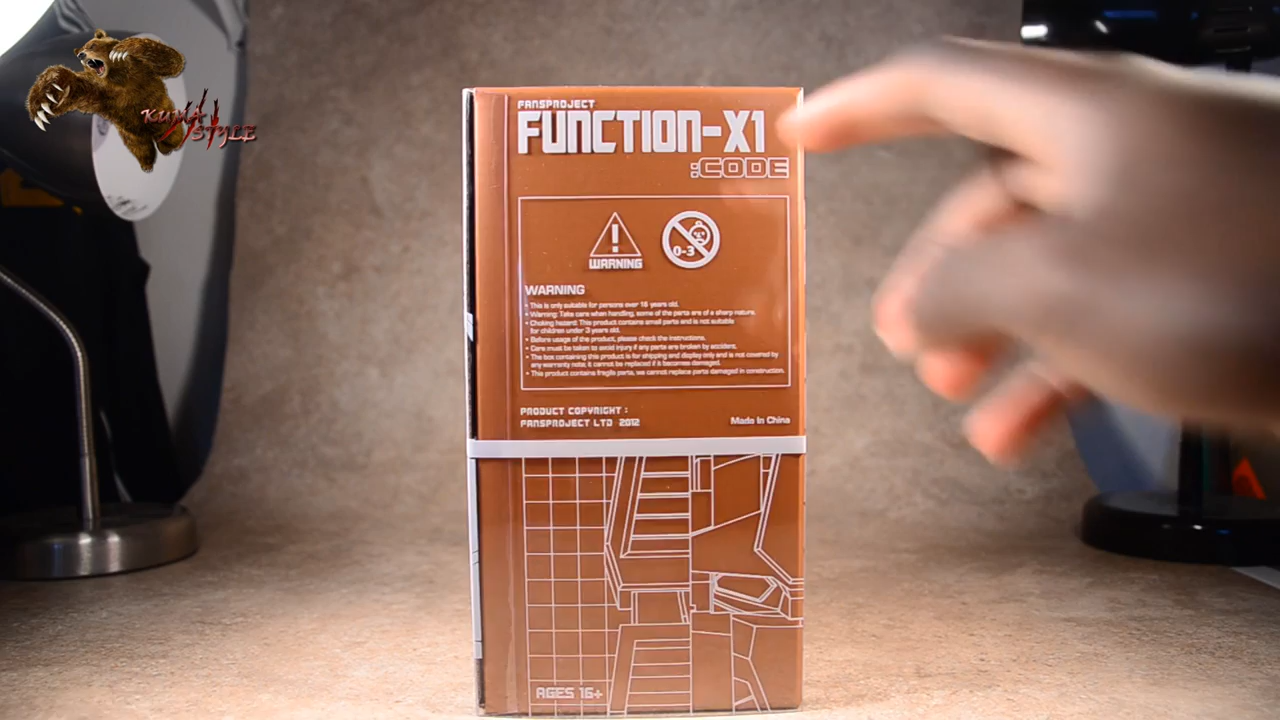 KUMA
STYLE
FANSPROJECT
FUNCTION-X1
:CODE
0-3
WARNING
WARNING
• This is only suitable for persons over 16 years old.
• Warning: Take care when handling, some of the parts are of a sharp nature.
• Choking hazard: This product contains small parts and is not suitable
for children under 3 years old.
• Before usage of the product, please check the instructions.
• Care must be taken to avoid injury if any parts are broken by accident.
• The box containing this product is for shipping and display only and is not covered by
any warranty note, it cannot be replaced if it becomes damaged.
• This product contains fragile parts, we cannot replace parts damaged in construction.
PRODUCT COPYRIGHT :
FANSPROJECT LTD 2012
Made In China
AGES 16+